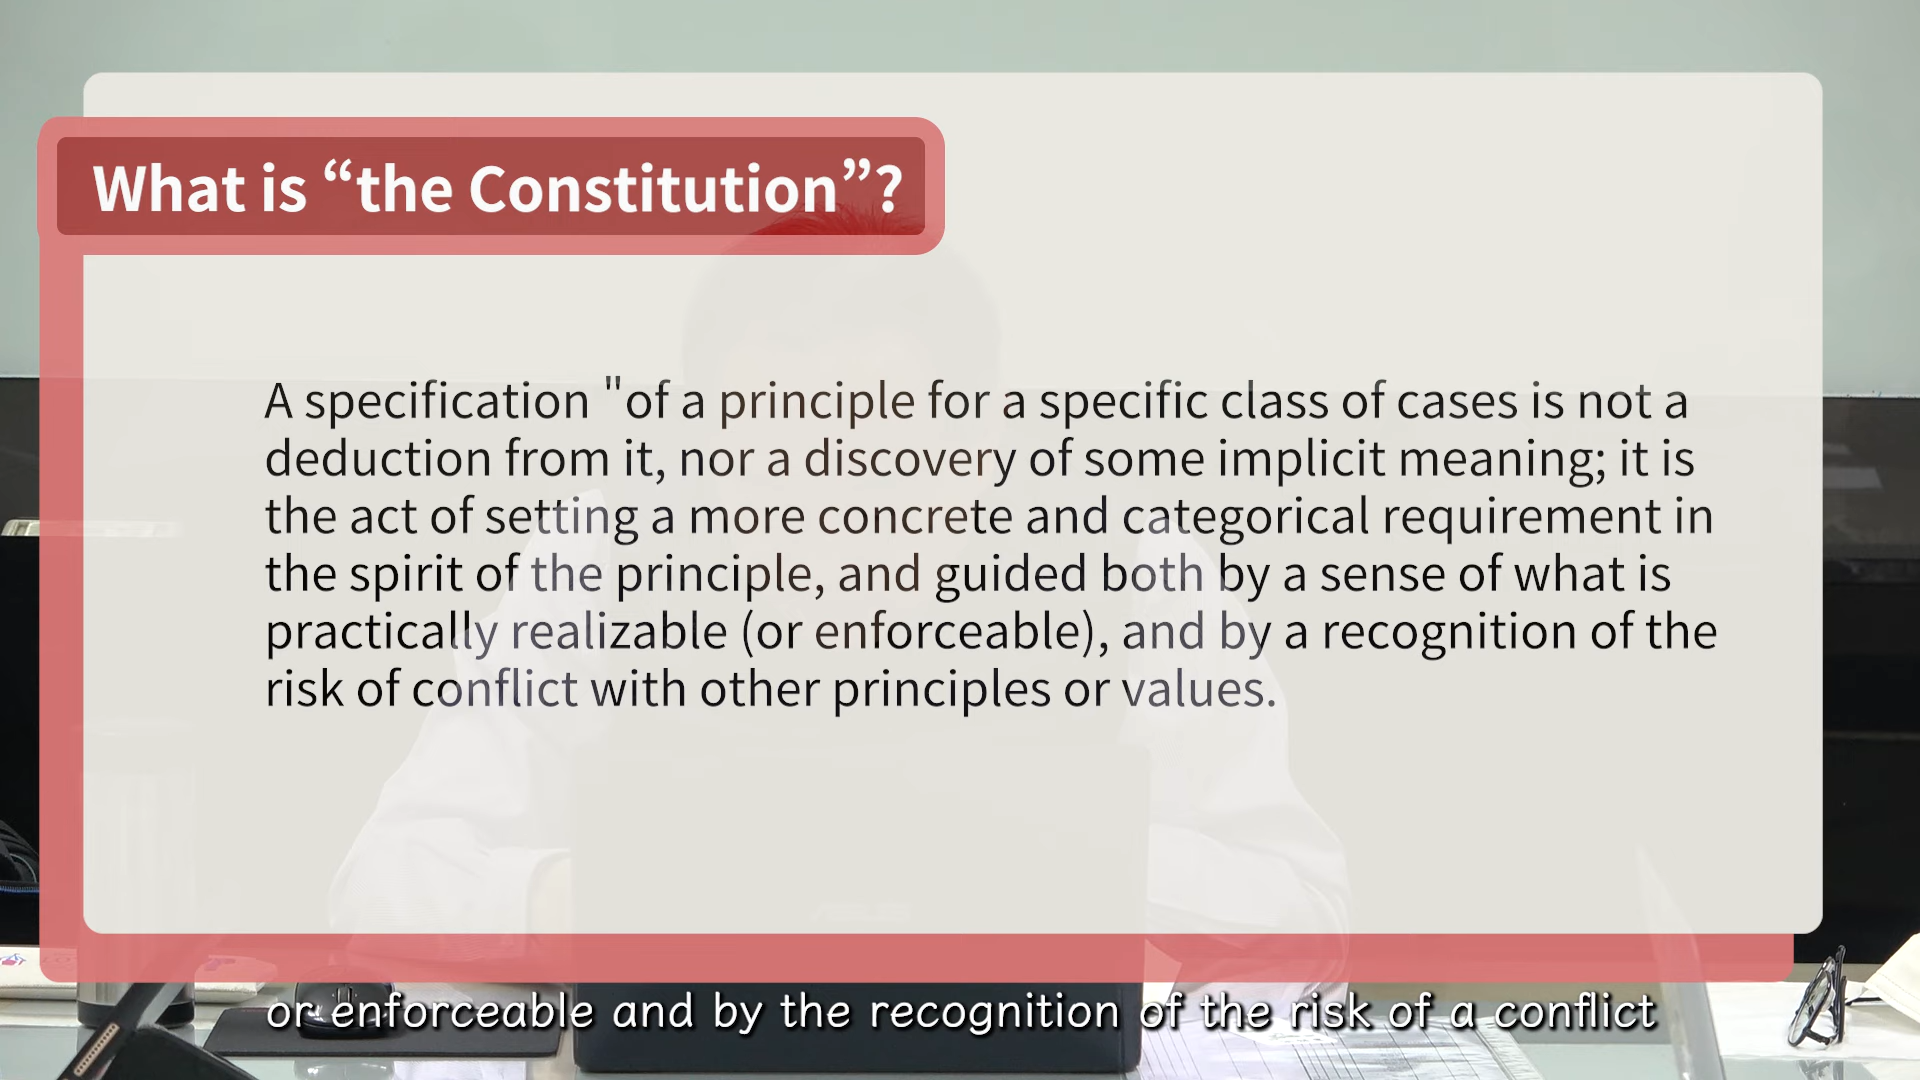 What is “the Constitution”?
A specification "of a principle for a specific class of cases is not a
deduction from it, nor a discovery of some implicit meaning; it is
the act of setting a more concrete and categorical requirement in
the spirit of the principle, and guided both by a sense of what is
practically realizable (or enforceable), and by a recognition of the
risk of conflict with other principles or values.
or enforceable and by the recognition of the risk of a conflict